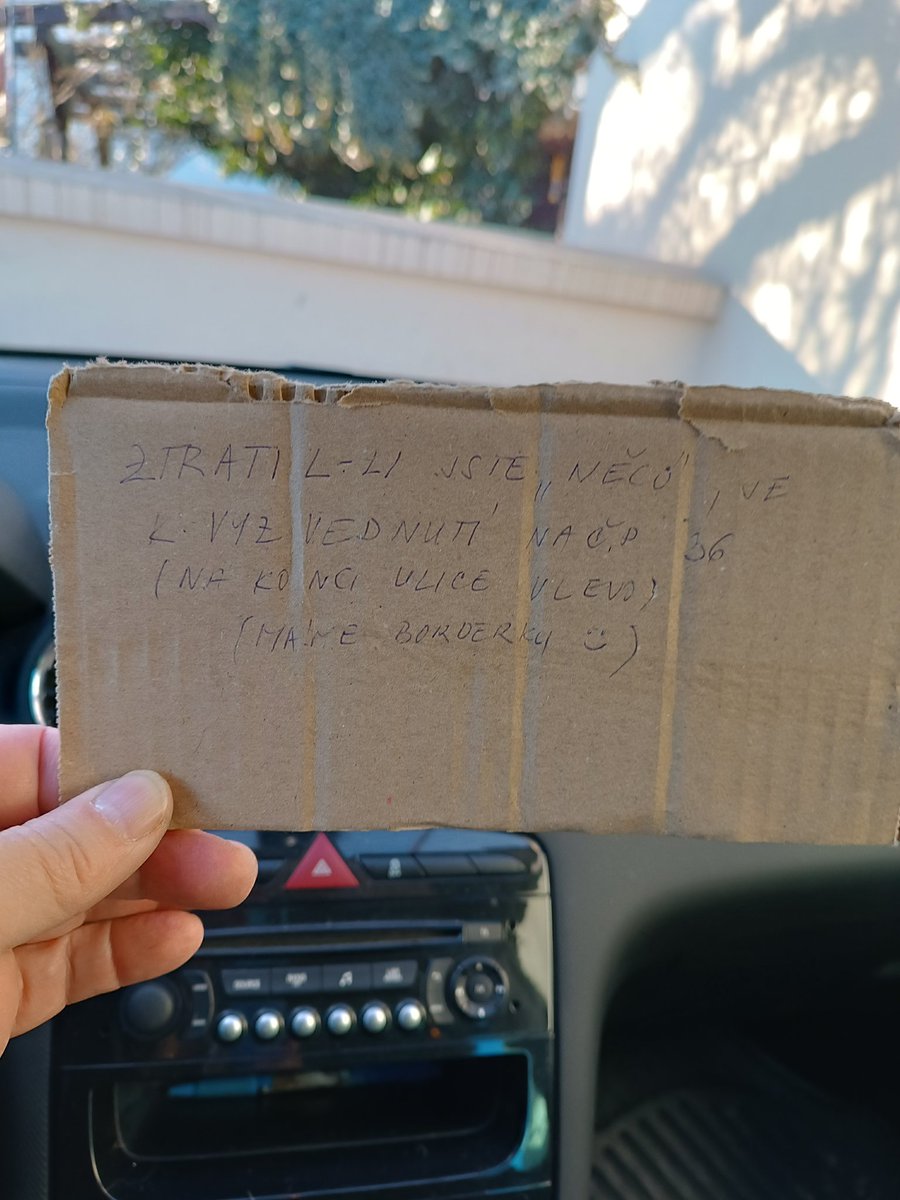 ZTRATIL-LI JSTE „NĚCO", JE
K VYZVEDNUTÍ NA Č.P. 36
(NA KONCI ULICE VLEVO)
(MÁME BORDERKY ☺)